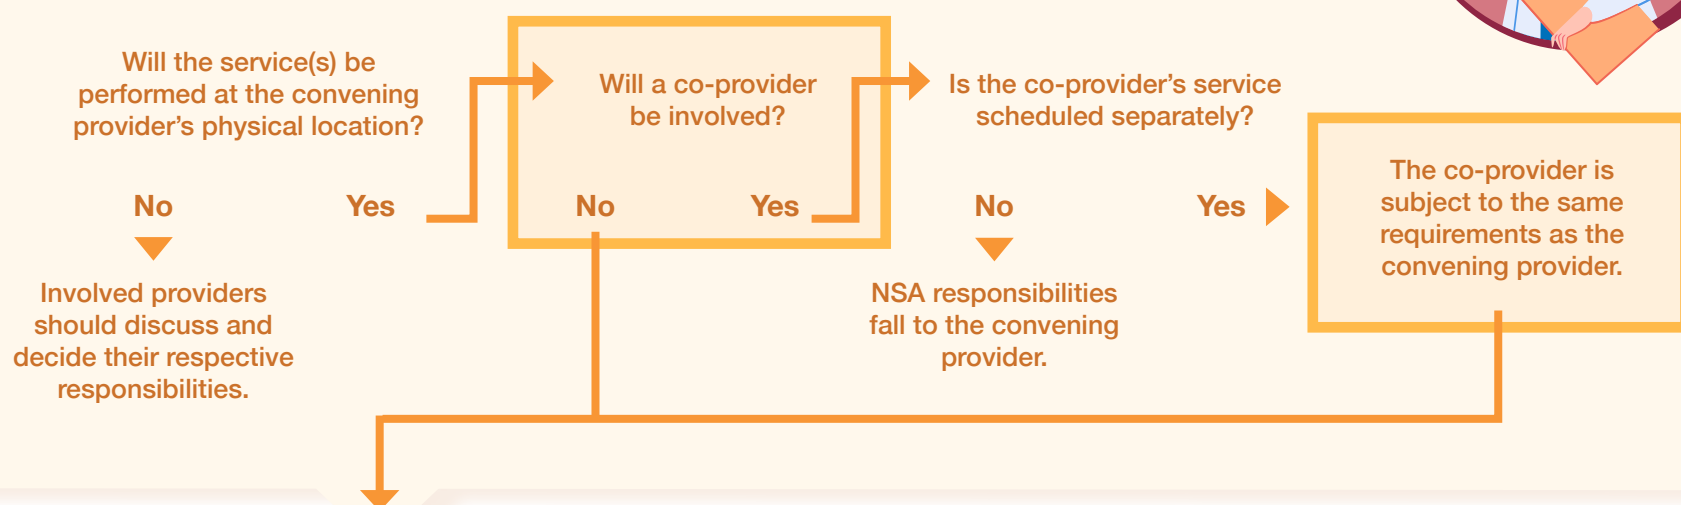 Will the service(s) be
performed at the convening
provider’s physical location?
No
Yes
Involved providers
should discuss and
decide their respective
responsibilities.
Will a co-provider
be involved?
No
Yes
Is the co-provider’s service
scheduled separately?
No
Yes
NSA responsibilities
fall to the convening
provider.
The co-provider is
subject to the same
requirements as the
convening provider.